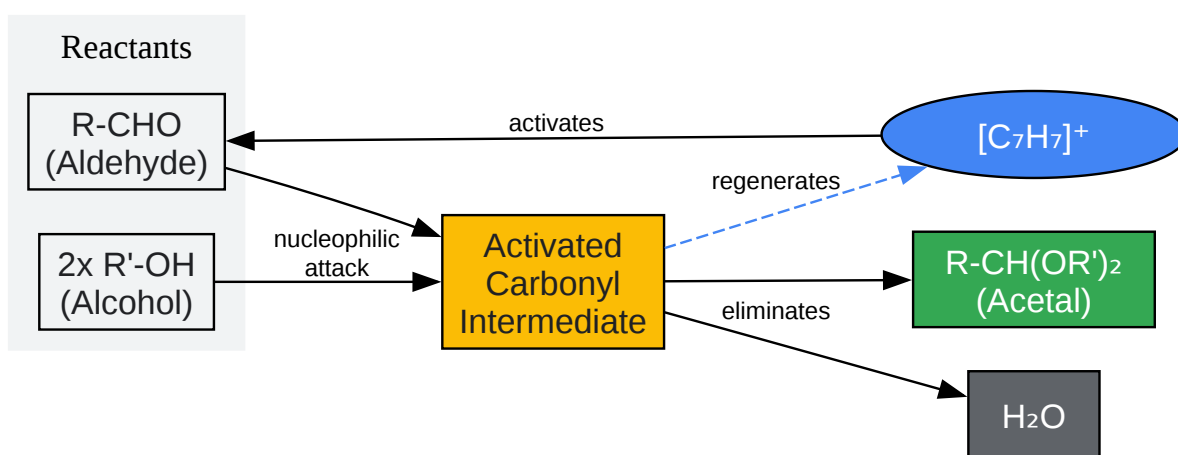 Reactants
R-CHO
(Aldehyde)
activates
[C₇H₇]⁺
regenerates
2x R'-OH
(Alcohol)
nucleophilic
attack
Activated
Carbonyl
Intermediate
R-CH(OR')₂
(Acetal)
eliminates
H₂O